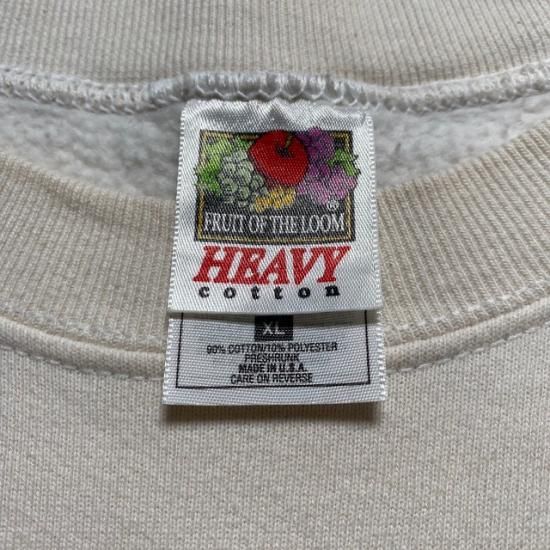 ®
FRUIT OF THE LOOM
HEAVY
cotton
XL
90% COTTON/10% POLYESTER
PRESHRUNK
MADE IN U.S.A.
CARE ON REVERSE